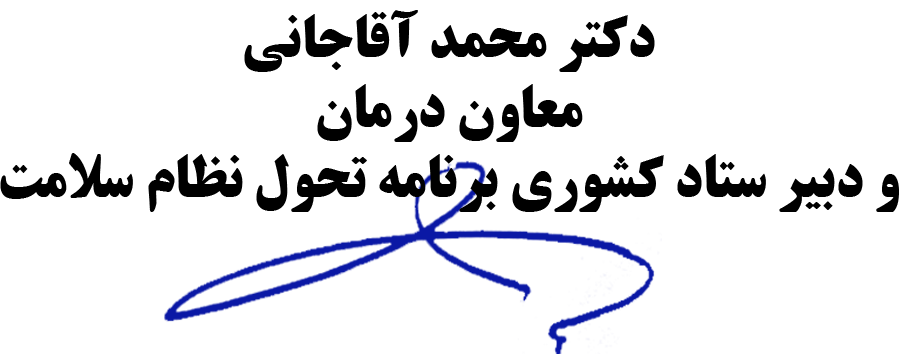 دکتر محمد آقاجانی
معاون درمان
و دبیر ستاد کشوری برنامه تحول نظام سلامت